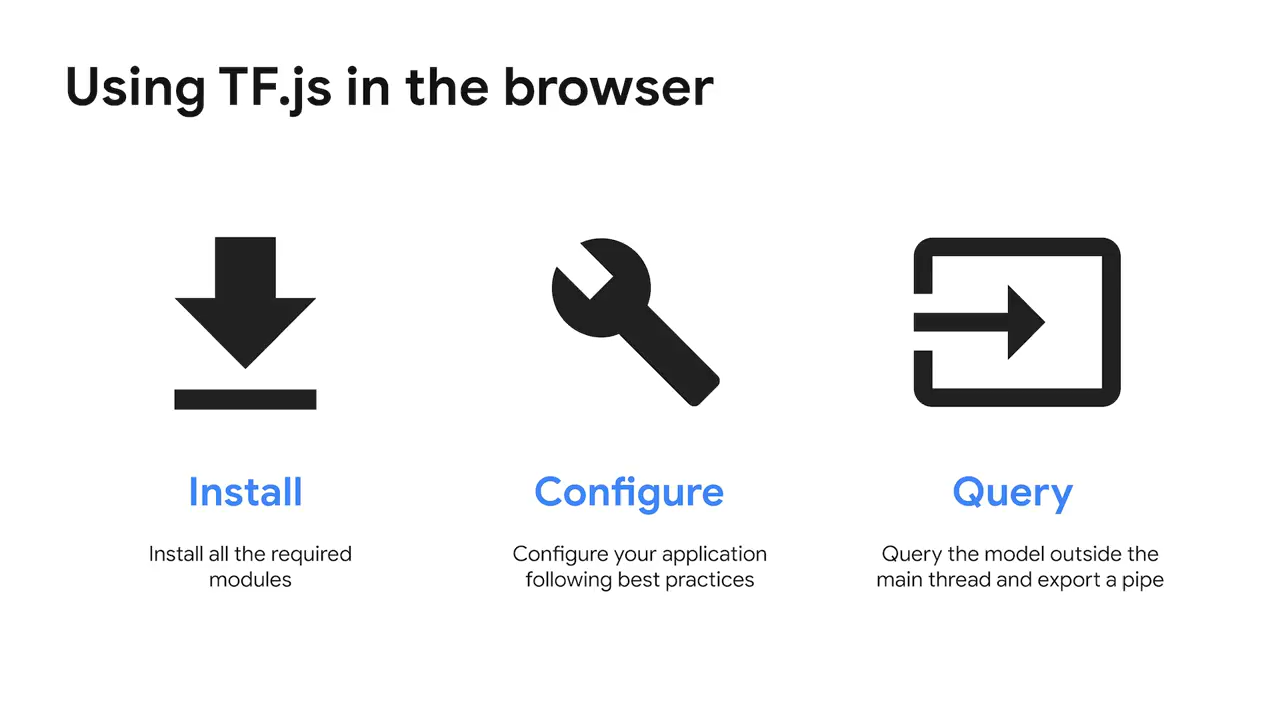 Using TF.js in the browser
Install
Install all the required
modules
Configure
Configure your application
following best practices
Query
Query the model outside the
main thread and export a pipe